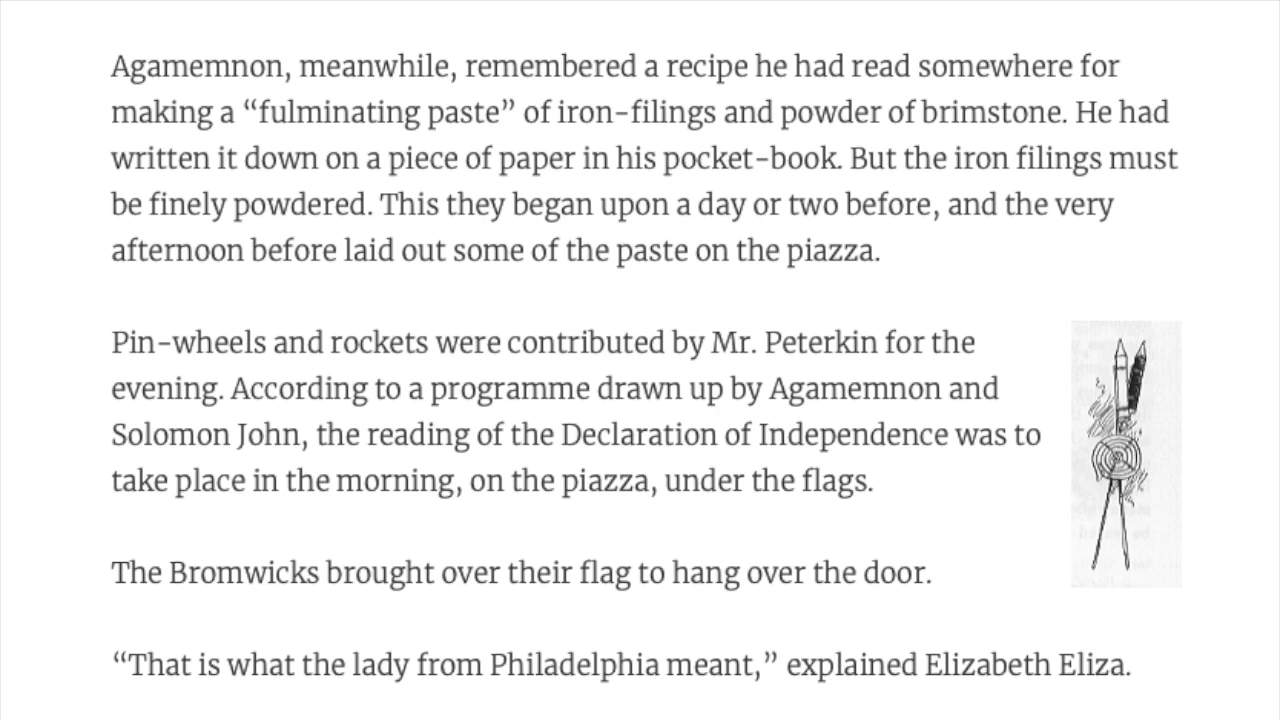 Agamemnon, meanwhile, remembered a recipe he had read somewhere for
making a “fulminating paste” of iron-filings and powder of brimstone. He had
written it down on a piece of paper in his pocket-book. But the iron filings must
be finely powdered. This they began upon a day or two before, and the very
afternoon before laid out some of the paste on the piazza.
Pin-wheels and rockets were contributed by Mr. Peterkin for the
evening. According to a programme drawn up by Agamemnon and
Solomon John, the reading of the Declaration of Independence was to
take place in the morning, on the piazza, under the flags.
The Bromwicks brought over their flag to hang over the door.
“That is what the lady from Philadelphia meant,” explained Elizabeth Eliza.